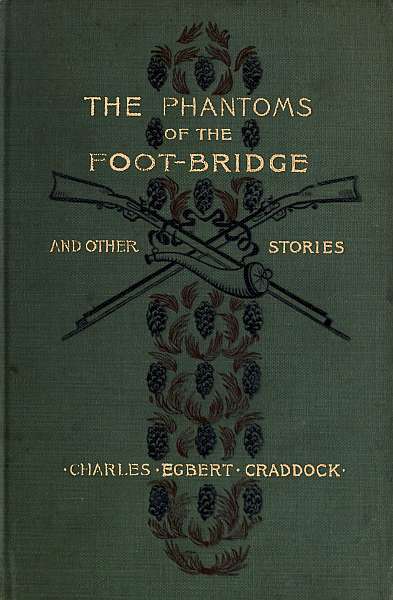 THE PHANTOMS
OF THE
FOOT-BRIDGE
AND OTHER STORIES
·CHARLES·EGBERT·CRADDOCK·